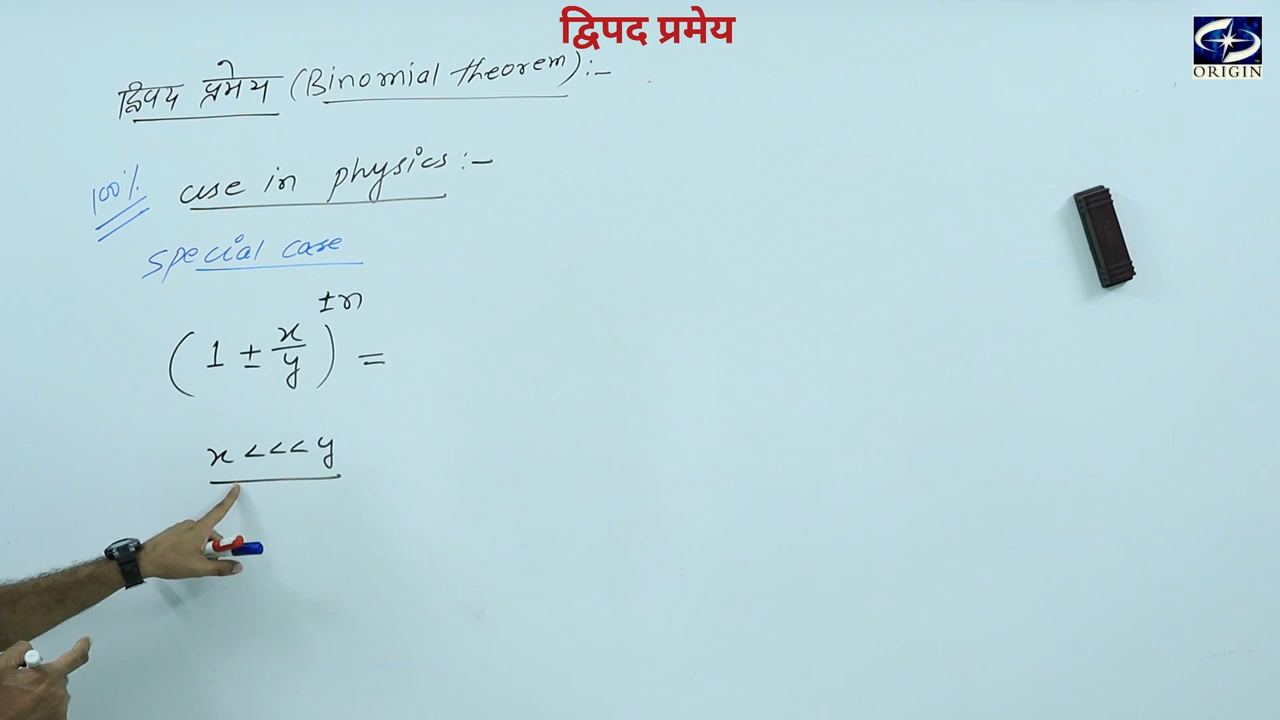 द्विपद प्रमेय
ORIGIN
द्विपद प्रमेय (Binomial theorem):-
100% use in physics:-
special case
(1 ± x/y)^±n =
x <<< y